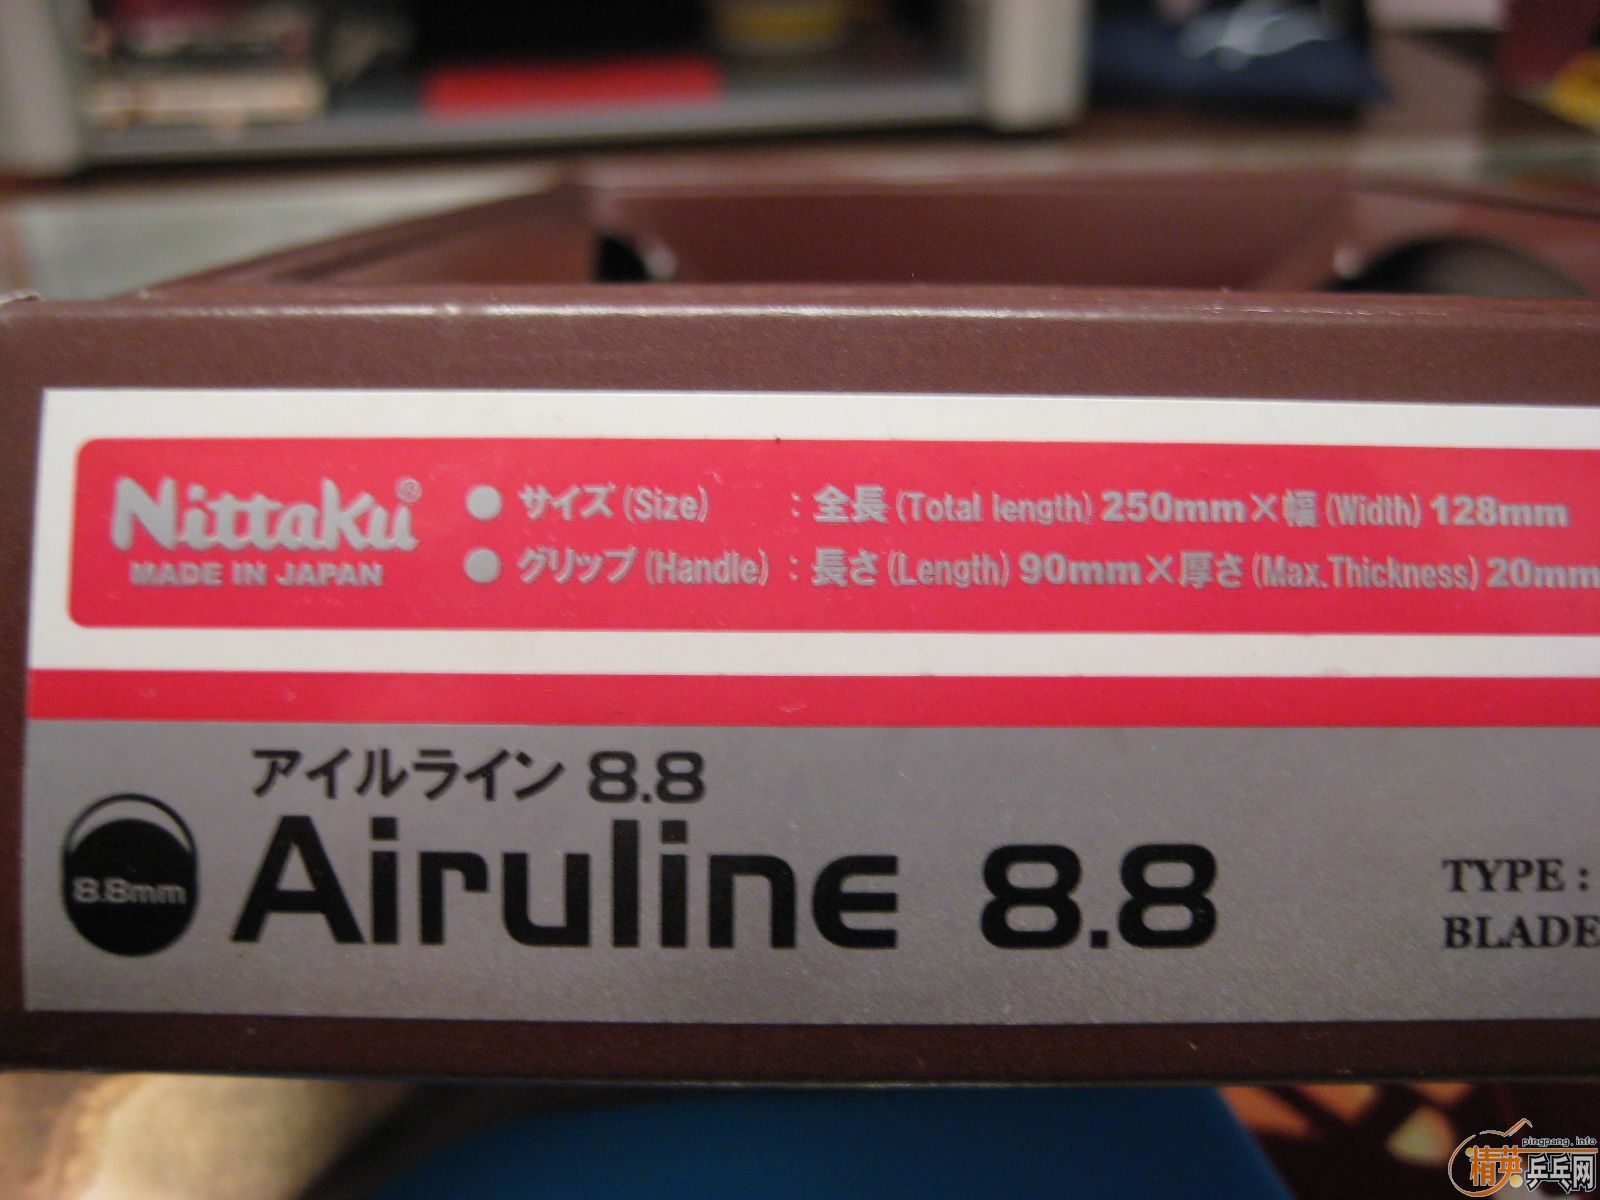 Nittaku®
MADE IN JAPAN
● サイズ (Size) : 全長 (Total length) 250mm×幅 (Width) 128mm
● グリップ (Handle) : 長さ (Length) 90mm×厚さ (Max.Thickness) 20mm
アイルライン 8.8
8.8mm
Airuline 8.8
TYPE :
BLADE
pingpang.info
精英乒乓网